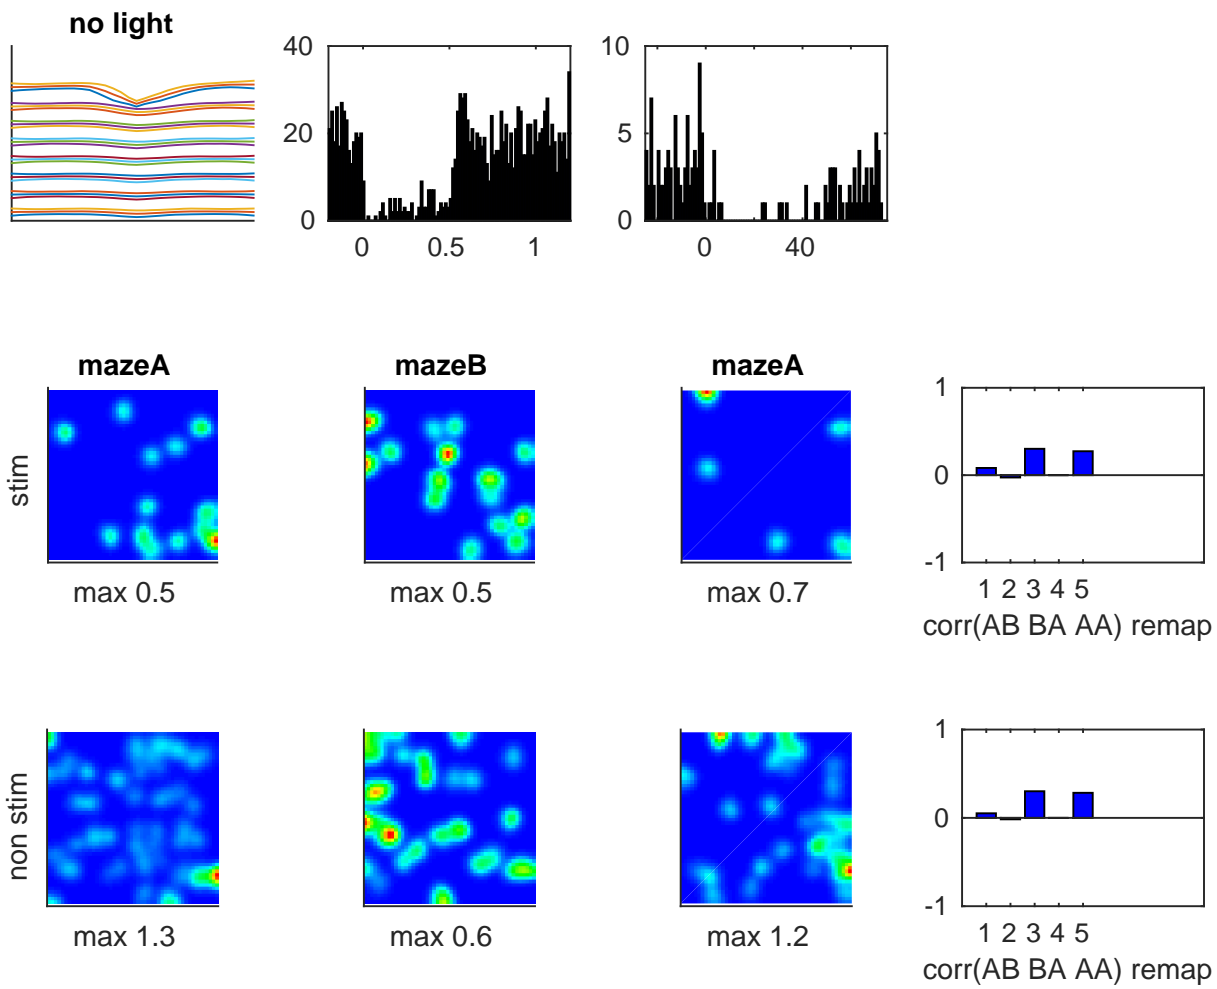 no light
40
20
0
0 0.5 1
10
5
0
0 40
mazeA mazeB mazeA
stim
max 0.5 max 0.5 max 0.7
1
0
-1
1 2 3 4 5
corr(AB BA AA) remap
non stim
max 1.3 max 0.6 max 1.2
1
0
-1
1 2 3 4 5
corr(AB BA AA) remap